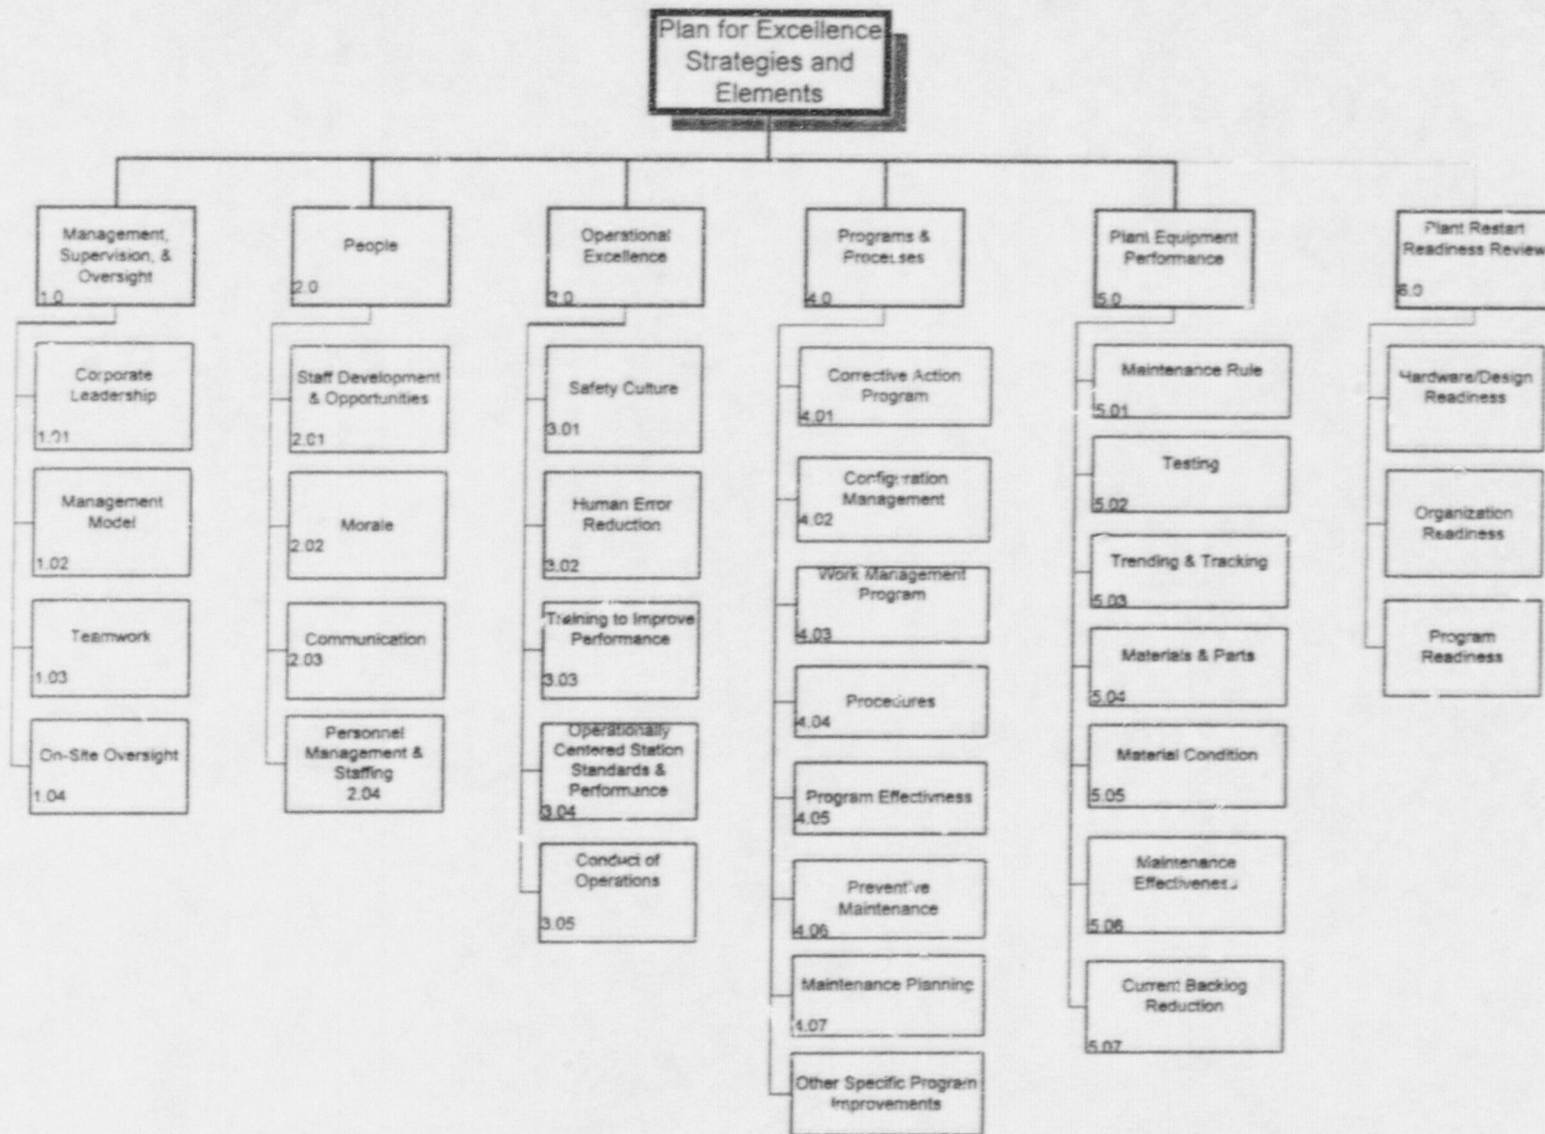 Plan for Excellence
Strategies and
Elements
Management,
Supervision, &
Oversight
1.0
Corporate
Leadership
1.01
Management
Model
1.02
Teamwork
1.03
On-Site Oversight
1.04
People
2.0
Staff Development
& Opportunities
2.01
Morale
2.02
Communication
2.03
Personnel
Management &
Staffing
2.04
Operational
Excellence
3.0
Safety Culture
3.01
Human Error
Reduction
3.02
Training to Improve
Performance
3.03
Operationally
Centered Station
Standards &
Performance
3.04
Conduct of
Operations
3.05
Programs &
Processes
4.0
Corrective Action
Program
4.01
Configuration
Management
4.02
Work Management
Program
4.03
Procedures
4.04
Program Effectivness
4.05
Preventive
Maintenance
4.06
Maintenance Planning
4.07
Other Specific Program
Improvements
Plant Equipment
Performance
5.0
Maintenance Rule
5.01
Testing
5.02
Trending & Tracking
5.03
Materials & Parts
5.04
Material Condition
5.05
Maintenance
Effectiveness
5.06
Current Backlog
Reduction
5.07
Plant Restart
Readiness Review
6.0
Hardware/Design
Readiness
Organization
Readiness
Program
Readiness